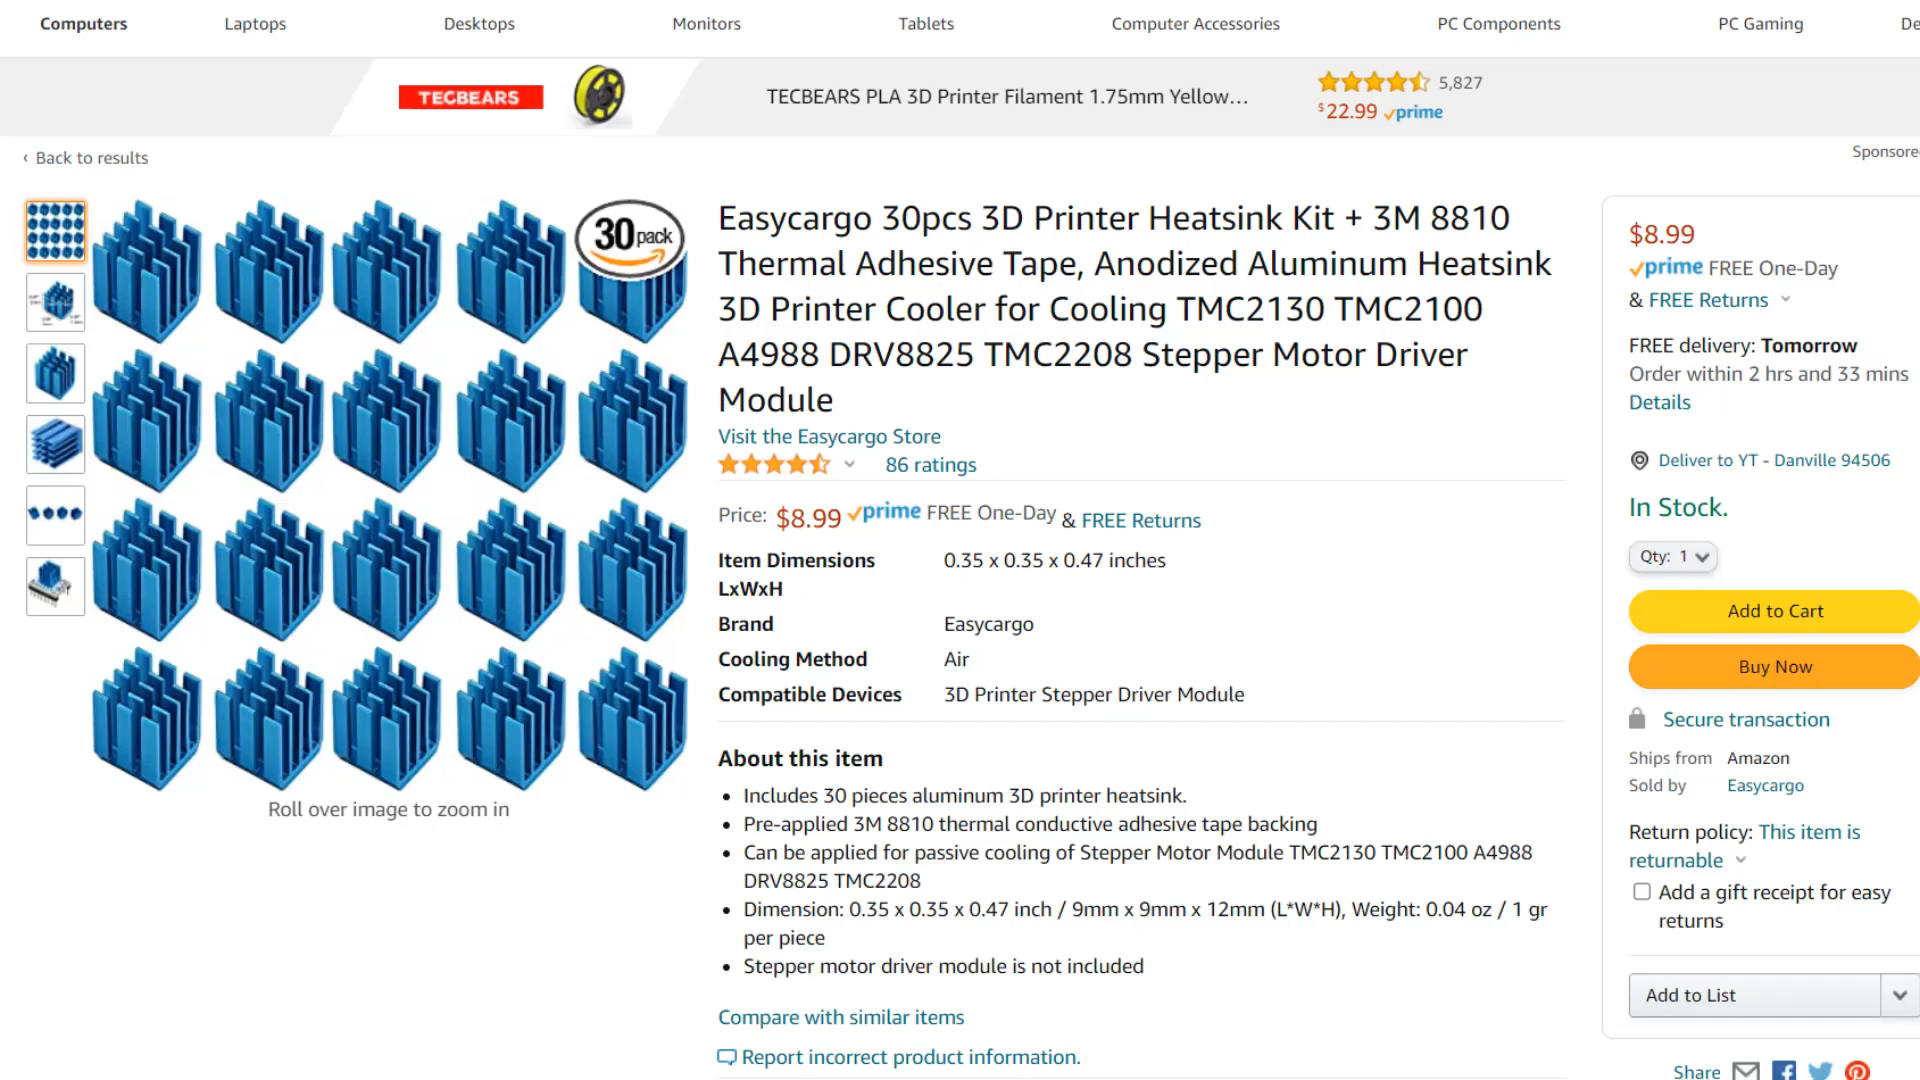 Computers Laptops Desktops Monitors Tablets Computer Accessories PC Components PC Gaming De
TECBEARS
TECBEARS PLA 3D Printer Filament 1.75mm Yellow…
5,827
$22.99 prime
‹ Back to results
Sponsore
30 pack
Easycargo 30pcs 3D Printer Heatsink Kit + 3M 8810
Thermal Adhesive Tape, Anodized Aluminum Heatsink
3D Printer Cooler for Cooling TMC2130 TMC2100
A4988 DRV8825 TMC2208 Stepper Motor Driver
Module
Visit the Easycargo Store
86 ratings
Price: $8.99 prime FREE One-Day & FREE Returns
Item Dimensions 0.35 x 0.35 x 0.47 inches
LxWxH
Brand Easycargo
Cooling Method Air
Compatible Devices 3D Printer Stepper Driver Module
About this item
• Includes 30 pieces aluminum 3D printer heatsink.
• Pre-applied 3M 8810 thermal conductive adhesive tape backing
• Can be applied for passive cooling of Stepper Motor Module TMC2130 TMC2100 A4988
DRV8825 TMC2208
• Dimension: 0.35 x 0.35 x 0.47 inch / 9mm x 9mm x 12mm (L*W*H), Weight: 0.04 oz / 1 gr
per piece
• Stepper motor driver module is not included
Compare with similar items
Report incorrect product information.
Roll over image to zoom in
$8.99
prime FREE One-Day
& FREE Returns
FREE delivery: Tomorrow
Order within 2 hrs and 33 mins
Details
Deliver to YT - Danville 94506
In Stock.
Qty: 1
Add to Cart
Buy Now
Secure transaction
Ships from Amazon
Sold by Easycargo
Return policy: This item is
returnable
Add a gift receipt for easy
returns
Add to List
Share